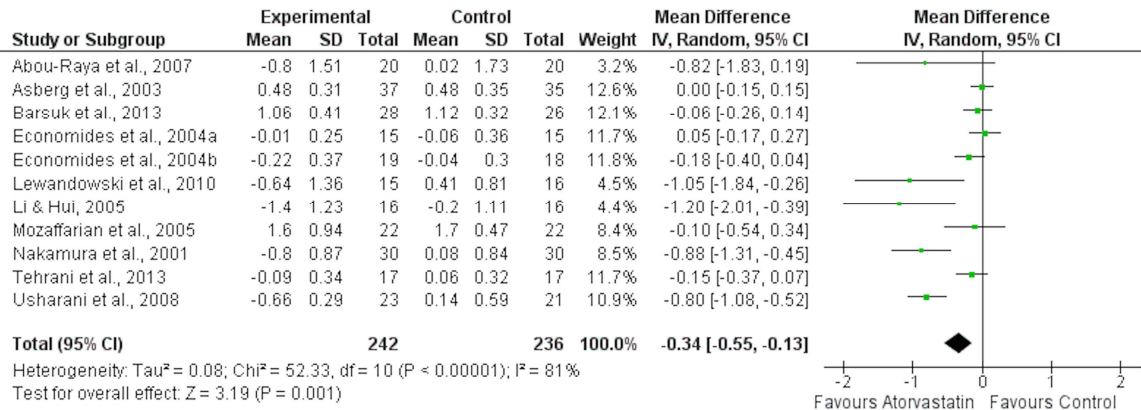 Experimental Control Mean Difference Mean Difference
Study or Subgroup Mean SD Total Mean SD Total Weight IV, Random, 95% CI IV, Random, 95% CI
Abou-Raya et al., 2007 -0.8 1.51 20 0.02 1.73 20 3.2% -0.82 [-1.83, 0.19]
Asberg et al., 2003 0.48 0.31 37 0.48 0.35 35 12.6% 0.00 [-0.15, 0.15]
Barsuk et al., 2013 1.06 0.41 28 1.12 0.32 26 12.1% -0.06 [-0.26, 0.14]
Economides et al., 2004a -0.01 0.25 15 -0.06 0.36 15 11.7% 0.05 [-0.17, 0.27]
Economides et al., 2004b -0.22 0.37 19 -0.04 0.3 18 11.8% -0.18 [-0.40, 0.04]
Lewandowski et al., 2010 -0.64 1.36 15 0.41 0.81 16 4.5% -1.05 [-1.84, -0.26]
Li & Hui, 2005 -1.4 1.23 16 -0.2 1.11 16 4.4% -1.20 [-2.01, -0.39]
Mozaffarian et al., 2005 1.6 0.94 22 1.7 0.47 22 8.4% -0.10 [-0.54, 0.34]
Nakamura et al., 2001 -0.8 0.87 30 0.08 0.84 30 8.5% -0.88 [-1.31, -0.45]
Tehrani et al., 2013 -0.09 0.34 17 0.06 0.32 17 11.7% -0.15 [-0.37, 0.07]
Usharani et al., 2008 -0.66 0.29 23 0.14 0.59 21 10.9% -0.80 [-1.08, -0.52]
Total (95% CI) 242 236 100.0% -0.34 [-0.55, -0.13]
Heterogeneity: Tau² = 0.08; Chi² = 52.33, df = 10 (P < 0.00001); I² = 81%
Test for overall effect: Z = 3.19 (P = 0.001)
-2 -1 0 1 2
Favours Atorvastatin Favours Control